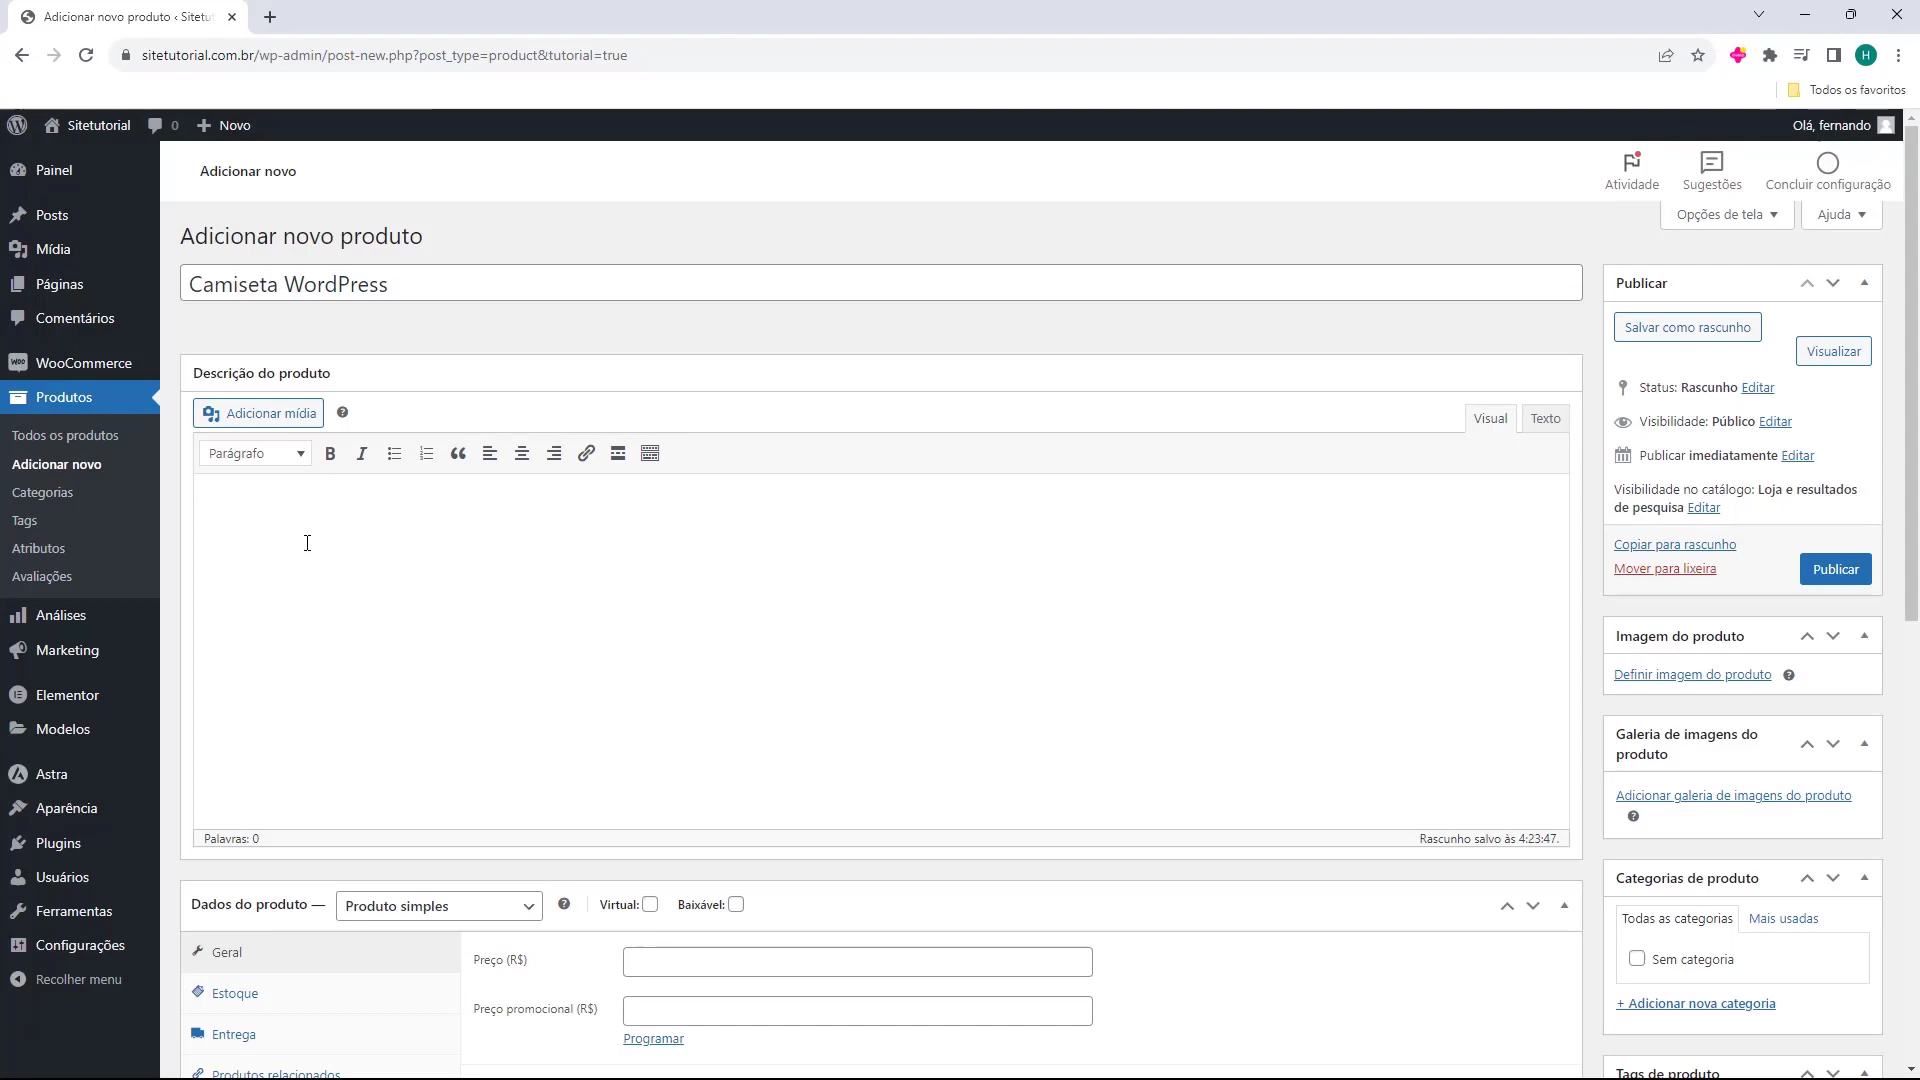 Adicionar novo produto ‹ Sitetu
sitetutorial.com.br/wp-admin/post-new.php?post_type=product&tutorial=true
H
Todos os favoritos
Sitetutorial
0
Novo
Olá, fernando
Painel
Posts
Mídia
Páginas
Comentários
WooCommerce
Produtos
Todos os produtos
Adicionar novo
Categorias
Tags
Atributos
Avaliações
Análises
Marketing
Elementor
Modelos
Astra
Aparência
Plugins
Usuários
Ferramentas
Configurações
Recolher menu
Adicionar novo
Atividade
Sugestões
Concluir configuração
Opções de tela
Ajuda
Adicionar novo produto
Camiseta WordPress
Descrição do produto
Adicionar mídia
Visual
Texto
Parágrafo
Palavras: 0
Rascunho salvo às 4:23:47.
Dados do produto —
Produto simples
Virtual:
Baixável:
Geral
Estoque
Entrega
Produtos relacionados
Preço (R$)
Preço promocional (R$)
Programar
Publicar
Salvar como rascunho
Visualizar
Status: Rascunho Editar
Visibilidade: Público Editar
Publicar imediatamente Editar
Visibilidade no catálogo: Loja e resultados
de pesquisa Editar
Copiar para rascunho
Mover para lixeira
Publicar
Imagem do produto
Definir imagem do produto
Galeria de imagens do
produto
Adicionar galeria de imagens do produto
Categorias de produto
Todas as categorias
Mais usadas
Sem categoria
+ Adicionar nova categoria
Tags de produto